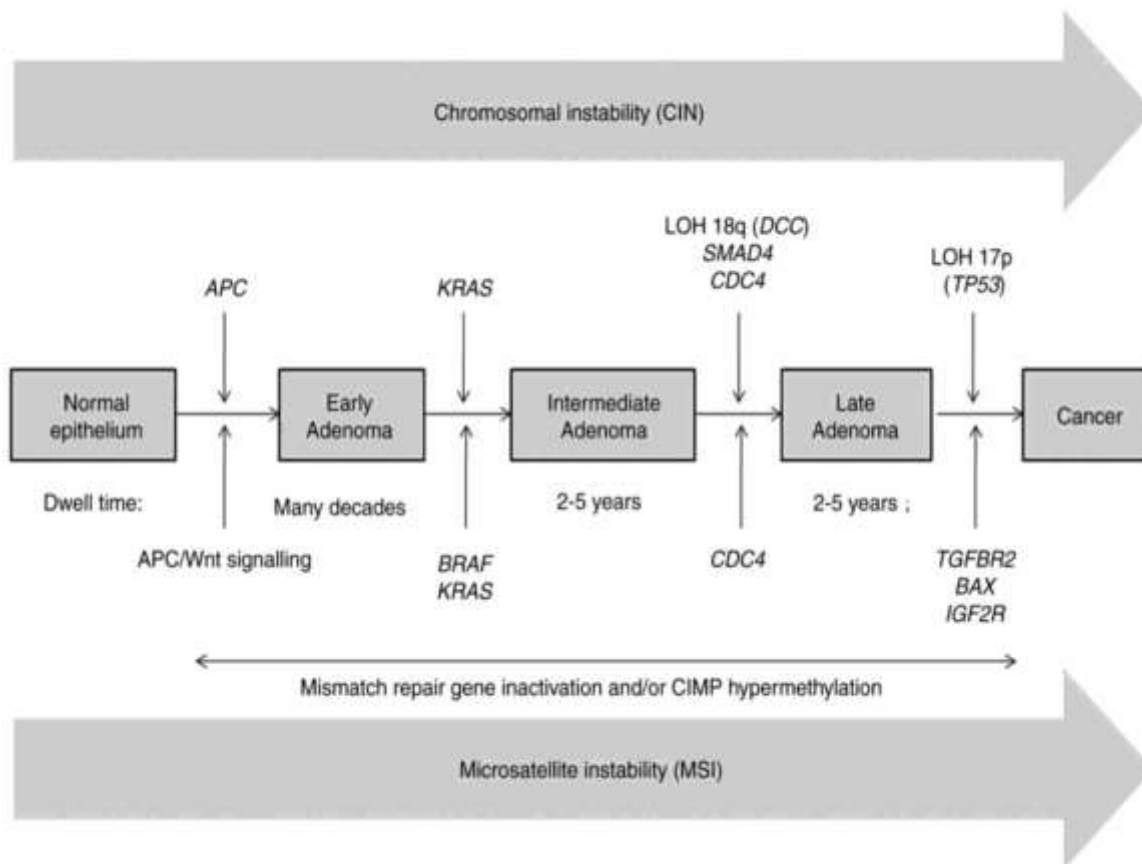 Chromosomal instability (CIN)
LOH 18q (DCC)
SMAD4
CDC4
LOH 17p
(TP53)
APC
KRAS
Normal
epithelium
Early
Adenoma
Intermediate
Adenoma
Late
Adenoma
Cancer
Dwell time:
Many decades
2-5 years
2-5 years ;
APC/Wnt signalling
BRAF
KRAS
CDC4
TGFBR2
BAX
IGF2R
Mismatch repair gene inactivation and/or CIMP hypermethylation
Microsatellite instability (MSI)